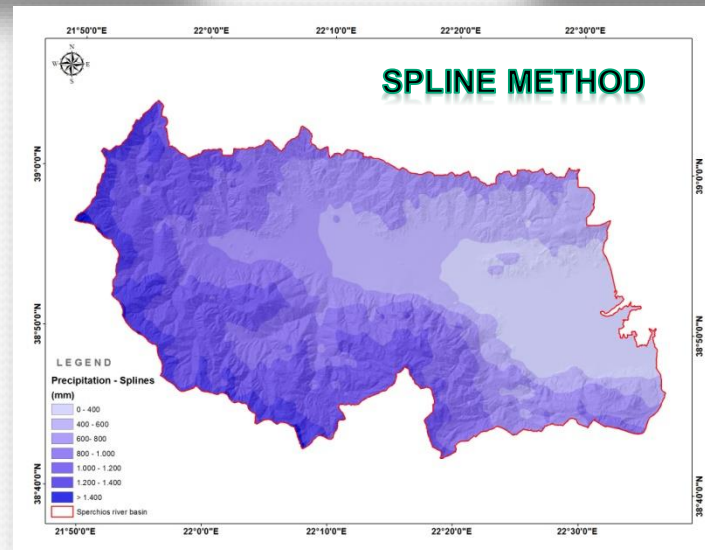 21°50'0"E 22°0'0"E 22°10'0"E 22°20'0"E 22°30'0"E
N
W E
S
SPLINE METHOD
39°0'0"N 39°0'0"N
38°50'0"N 38°50'0"N
38°40'0"N 38°40'0"N
LEGEND
Precipitation - Splines
(mm)
0 - 400
400 - 600
600- 800
800 - 1.000
1.000 - 1.200
1.200 - 1.400
> 1.400
Sperchios river basin
21°50'0"E 22°0'0"E 22°10'0"E 22°20'0"E 22°30'0"E